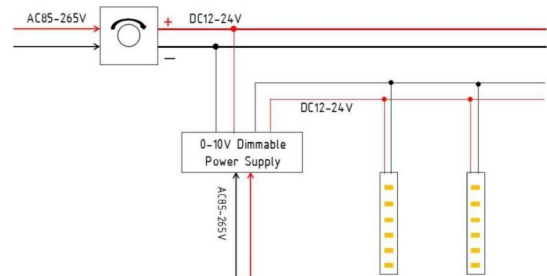 AC85-265V
+
DC12-24V
−
DC12-24V
0-10V Dimmable
Power Supply
AC85-265V